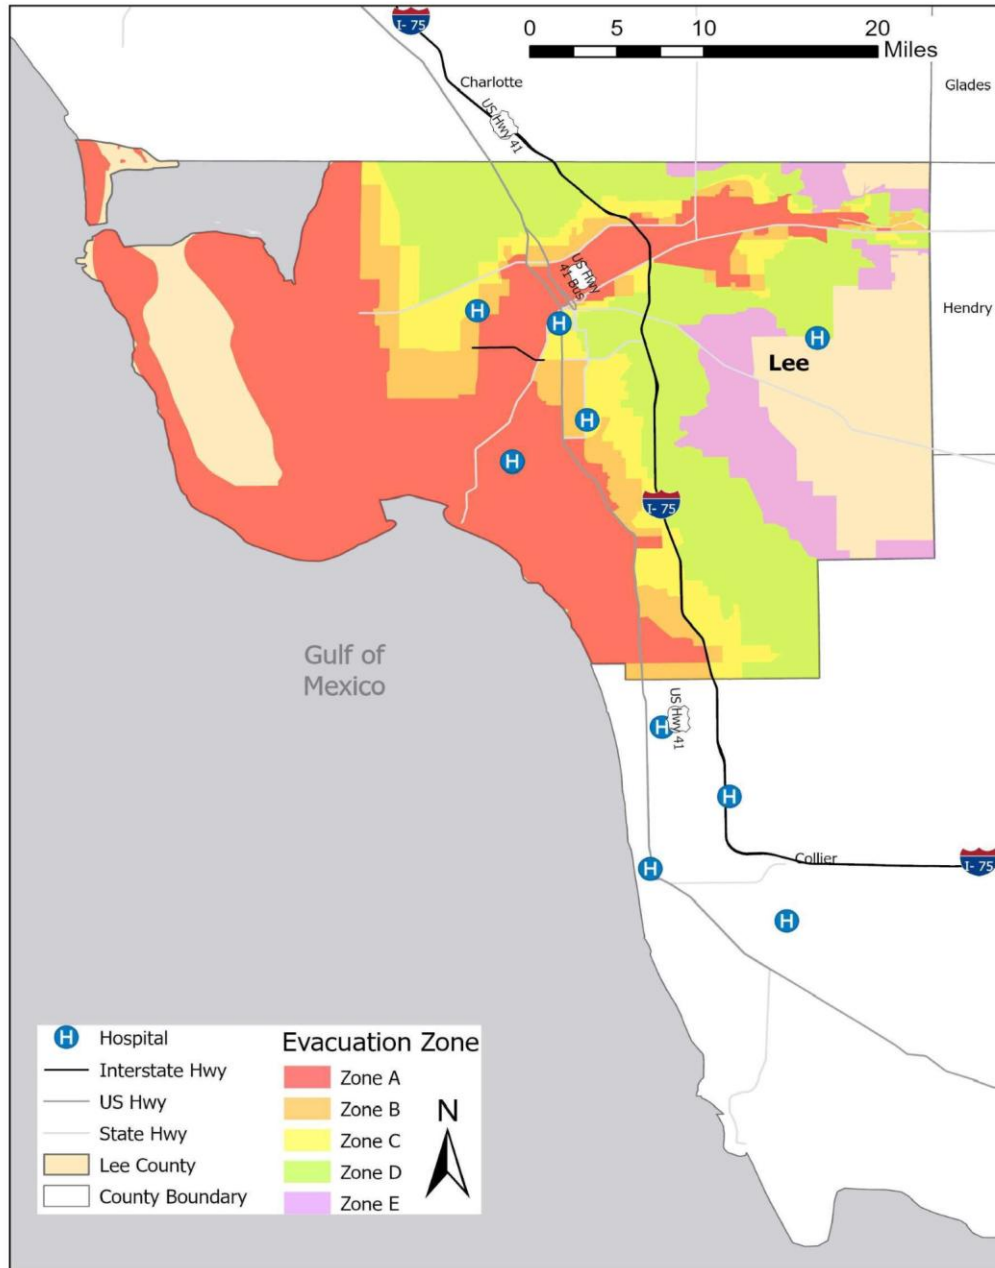 I- 75
0 5 10 20
Miles
Charlotte
Glades
US Hwy 41
US Hwy
41 Bus
Hendry
H
H
H
Lee
H
H
I- 75
Gulf of
Mexico
H
US Hwy 41
H
Collier
H
I- 75
H
H Hospital
Interstate Hwy
US Hwy
State Hwy
Lee County
County Boundary
Evacuation Zone
Zone A
Zone B
Zone C
Zone D
Zone E
N